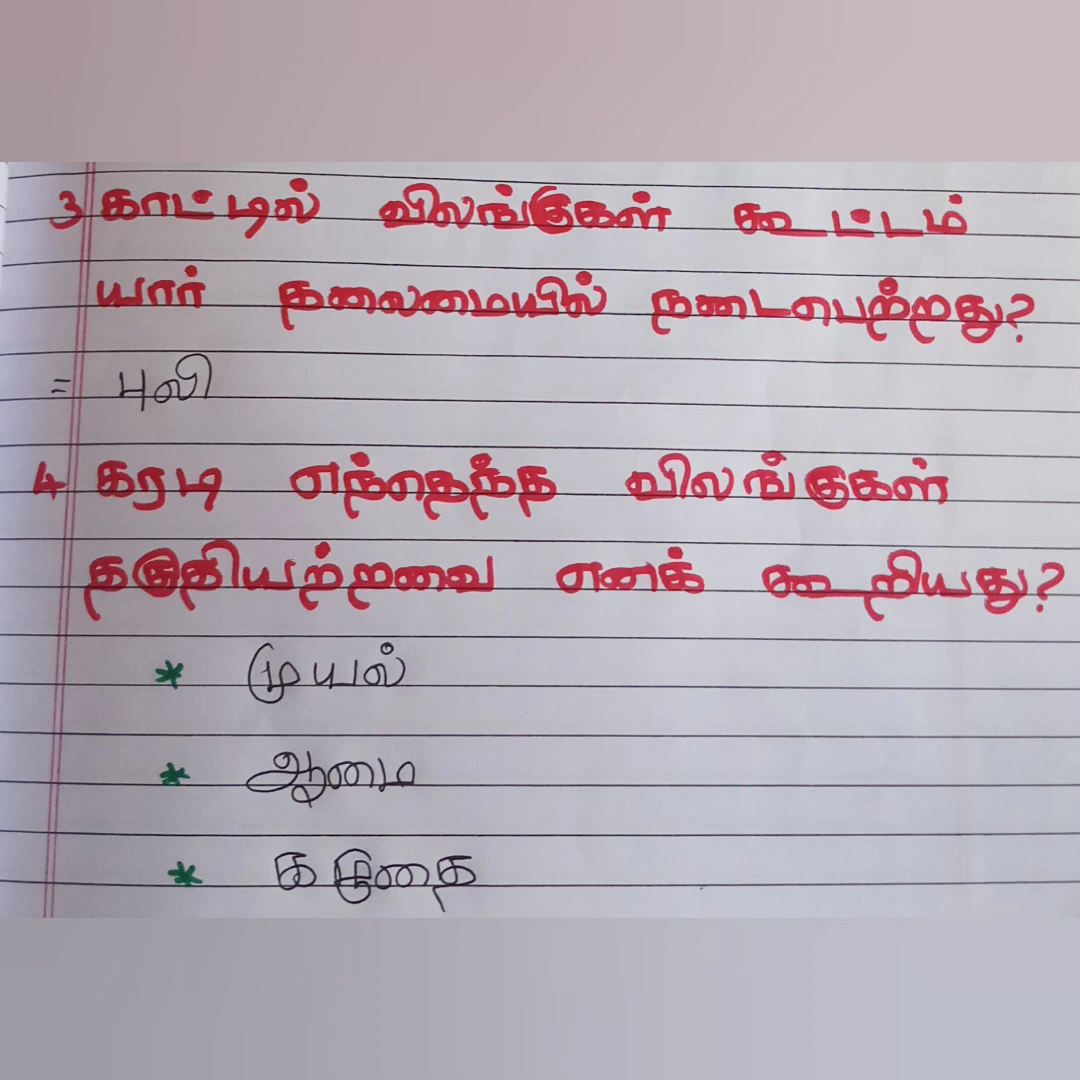 3 காட்டில் விலங்குகள் கூட்டம்
யார் தலைமையில் நடைபெற்றது?
= புலி
4 கரடி எந்தைந்த விலங்குகள்
தகுதியற்றவை எனக் கூறியது?
* முயல்
* ஆமை
* கழுதை